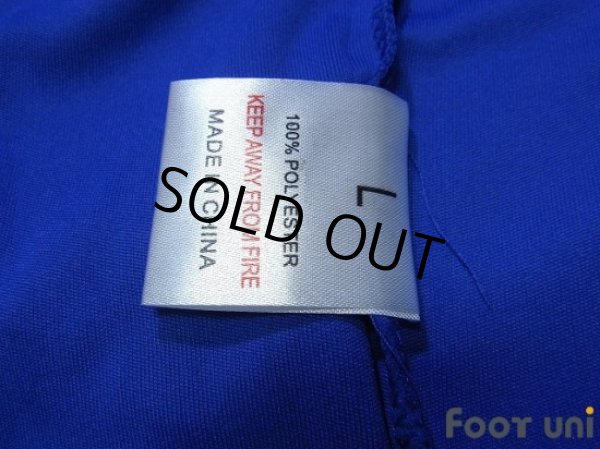 L
100% POLYESTER
KEEP AWAY FROM FIRE
MADE IN CHINA
SOLD OUT
FOOT UNI